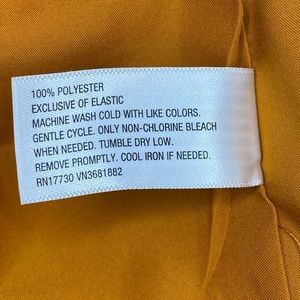 100% POLYESTER
EXCLUSIVE OF ELASTIC
MACHINE WASH COLD WITH LIKE COLORS.
GENTLE CYCLE. ONLY NON-CHLORINE BLEACH
WHEN NEEDED. TUMBLE DRY LOW.
REMOVE PROMPTLY. COOL IRON IF NEEDED.
RN17730 VN3681882